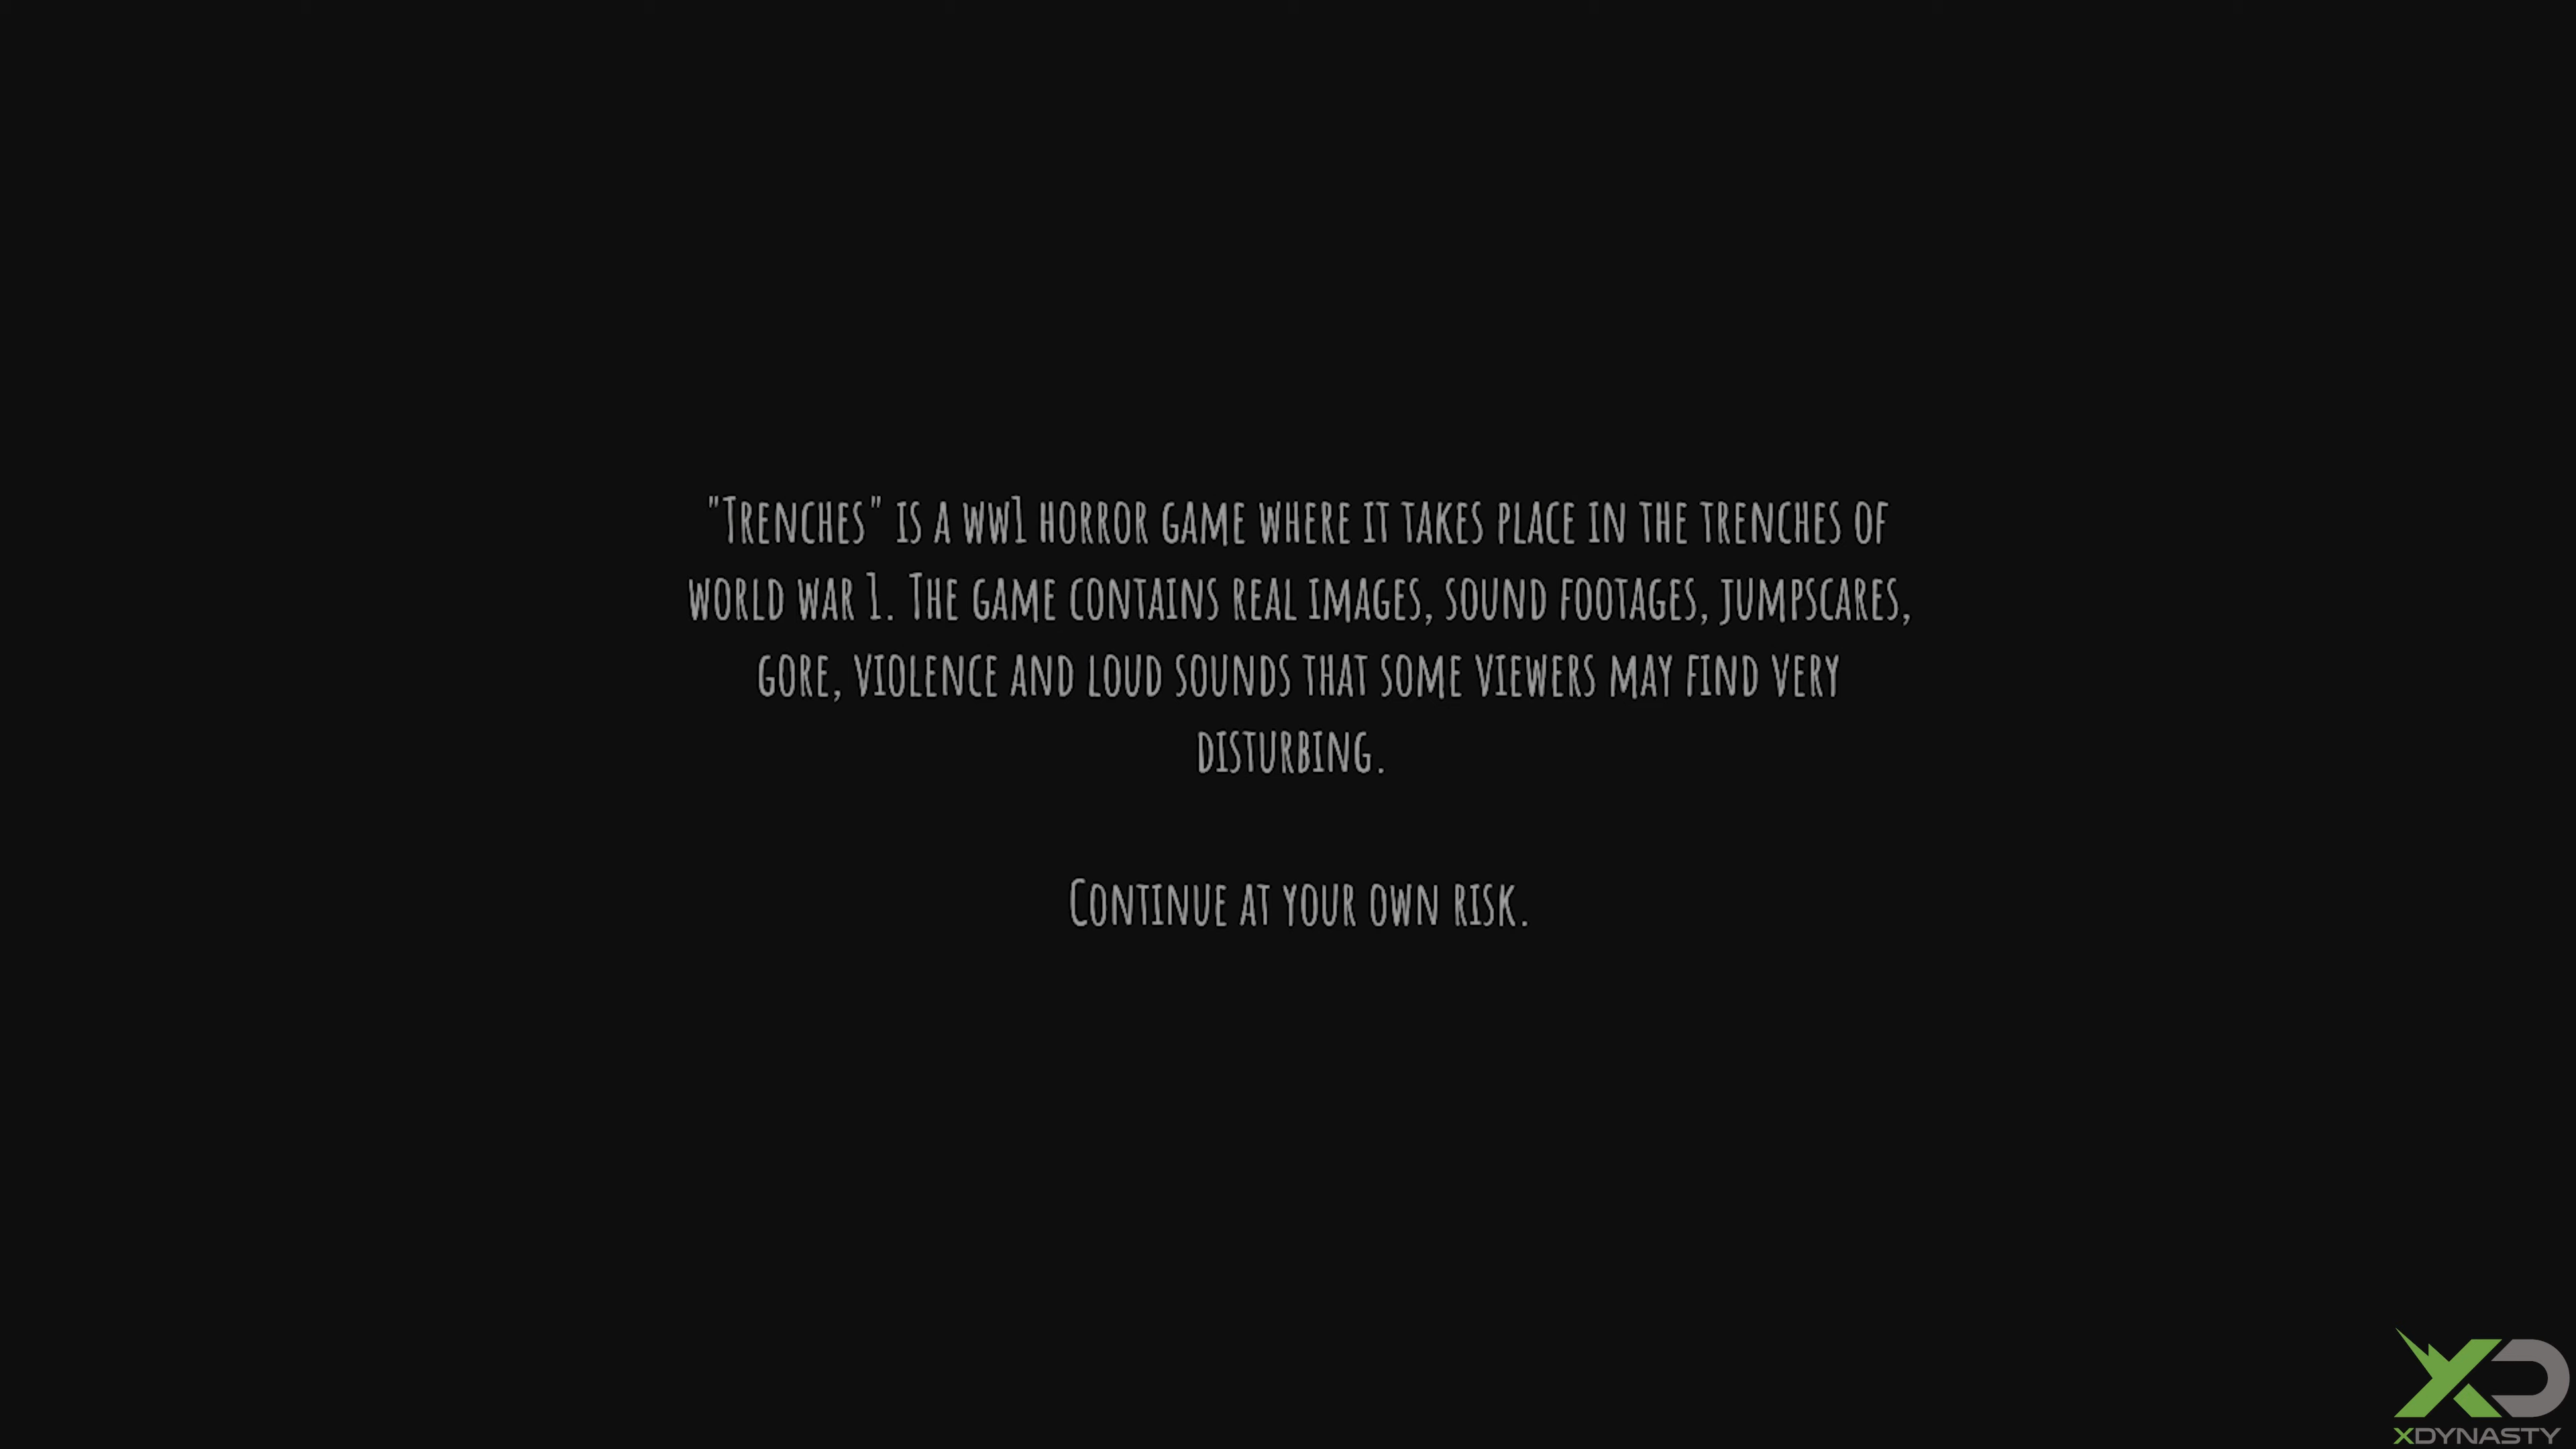 "Trenches" is a ww1 horror game where it takes place in the trenches of
world war 1. The game contains real images, sound footages, jumpscares,
gore, violence and loud sounds that some viewers may find very
disturbing.
Continue at your own risk.
XD
XDYNASTY